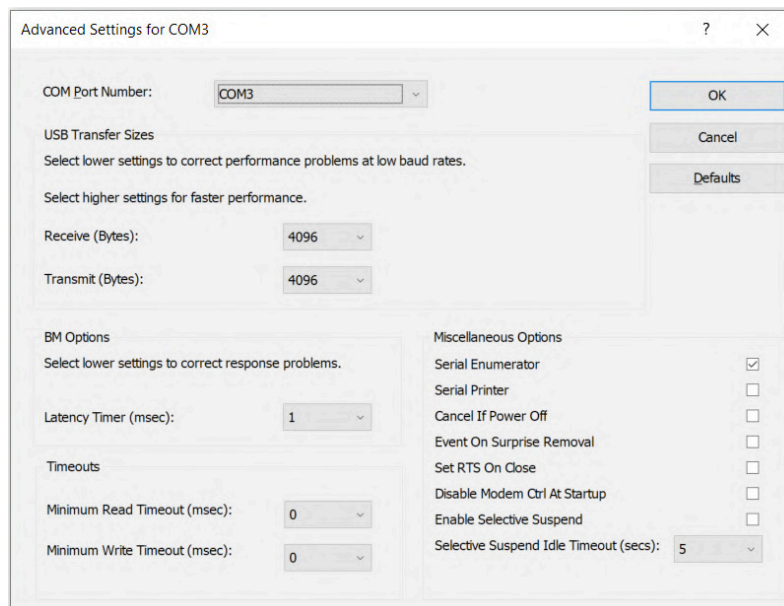 Advanced Settings for COM3
?
COM Port Number:
COM3
OK
USB Transfer Sizes
Cancel
Select lower settings to correct performance problems at low baud rates.
Defaults
Select higher settings for faster performance.
Receive (Bytes):
4096
Transmit (Bytes):
4096
BM Options
Select lower settings to correct response problems.
Latency Timer (msec):
1
Timeouts
Minimum Read Timeout (msec):
0
Minimum Write Timeout (msec):
0
Miscellaneous Options
Serial Enumerator
Serial Printer
Cancel If Power Off
Event On Surprise Removal
Set RTS On Close
Disable Modem Ctrl At Startup
Enable Selective Suspend
Selective Suspend Idle Timeout (secs):
5